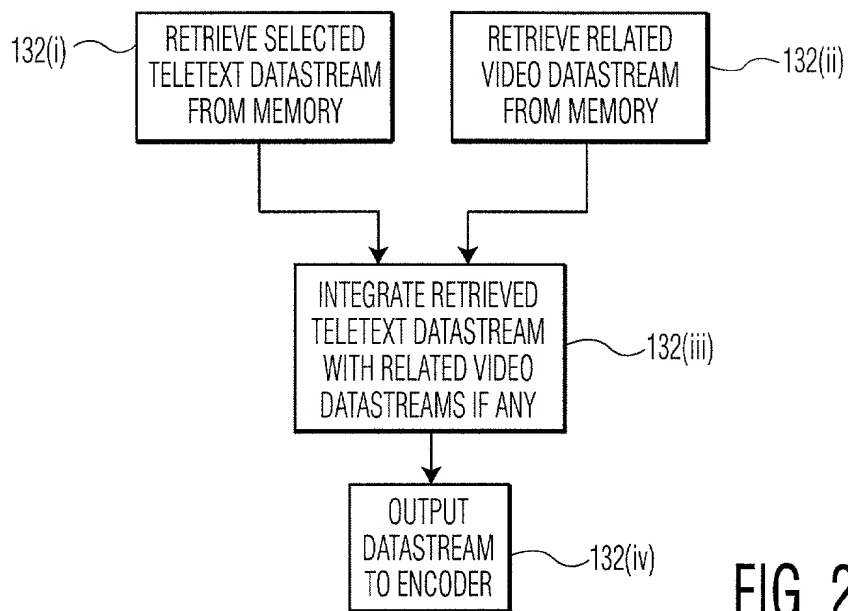 132(i)
RETRIEVE SELECTED
TELETEXT DATASTREAM
FROM MEMORY
RETRIEVE RELATED
VIDEO DATASTREAM
FROM MEMORY
132(ii)
INTEGRATE RETRIEVED
TELETEXT DATASTREAM
WITH RELATED VIDEO
DATASTREAMS IF ANY
132(iii)
OUTPUT
DATASTREAM
TO ENCODER
132(iv)
FIG. 2